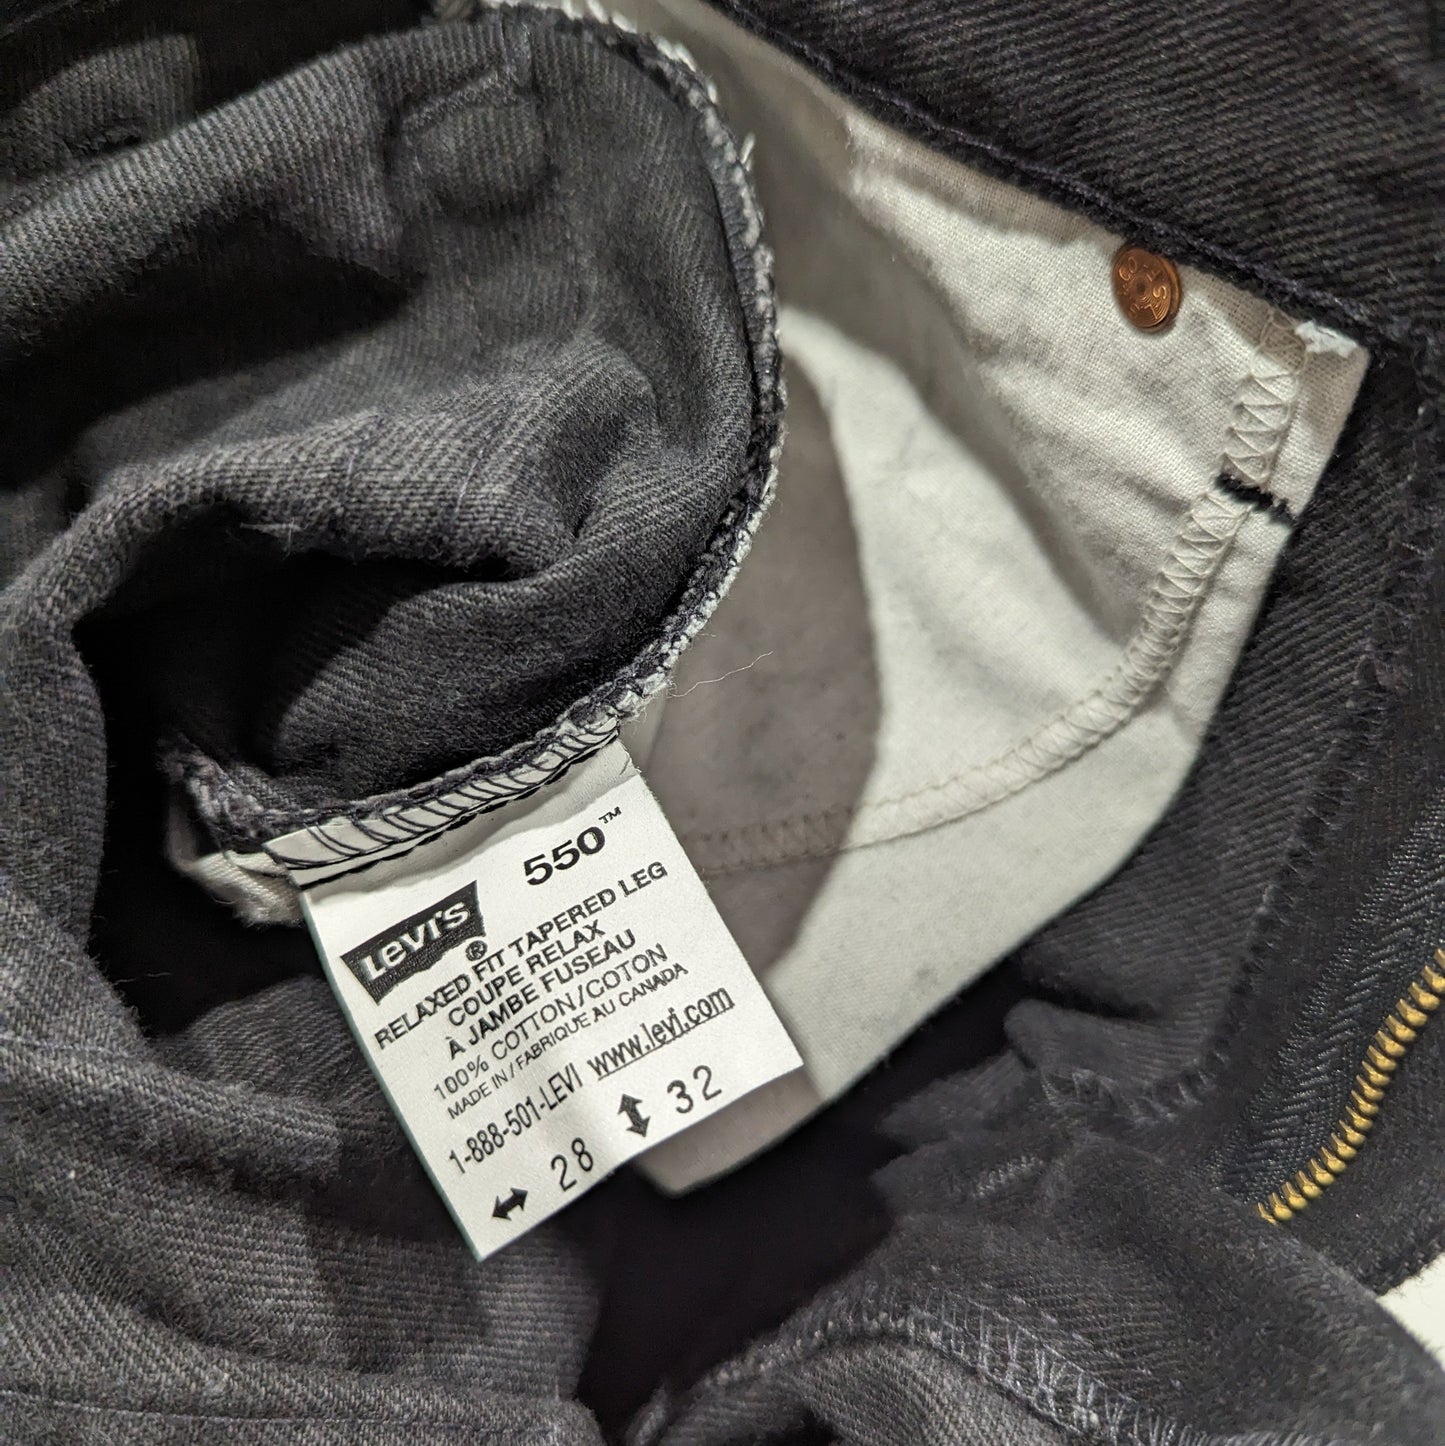 550™
Levi's®
RELAXED FIT TAPERED LEG
COUPE RELAX
À JAMBE FUSEAU
100% COTTON/COTON
MADE IN/FABRIQUE AU CANADA
1-888-501-LEVI www.levi.com
28 32